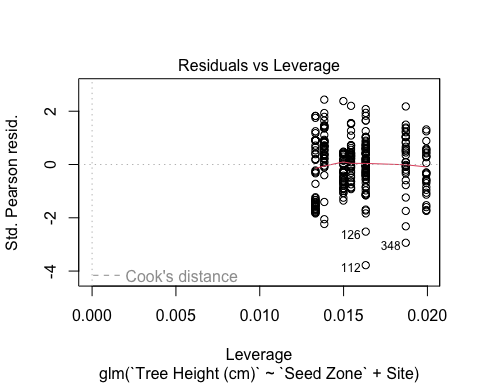 Residuals vs Leverage
Std. Pearson resid.
2
0
-2
-4
126
348
112
Cook's distance
0.000 0.005 0.010 0.015 0.020
Leverage
glm(`Tree Height (cm)` ~ `Seed Zone` + Site)